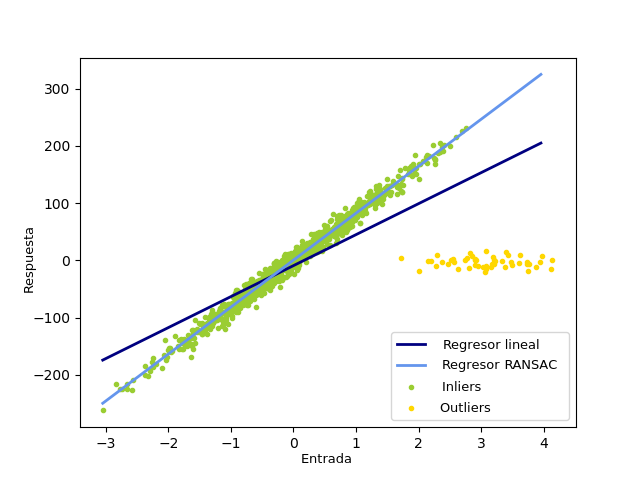 300
200
100
0
−100
−200
Respuesta
−3 −2 −1 0 1 2 3 4
Entrada
Regresor lineal
Regresor RANSAC
Inliers
Outliers